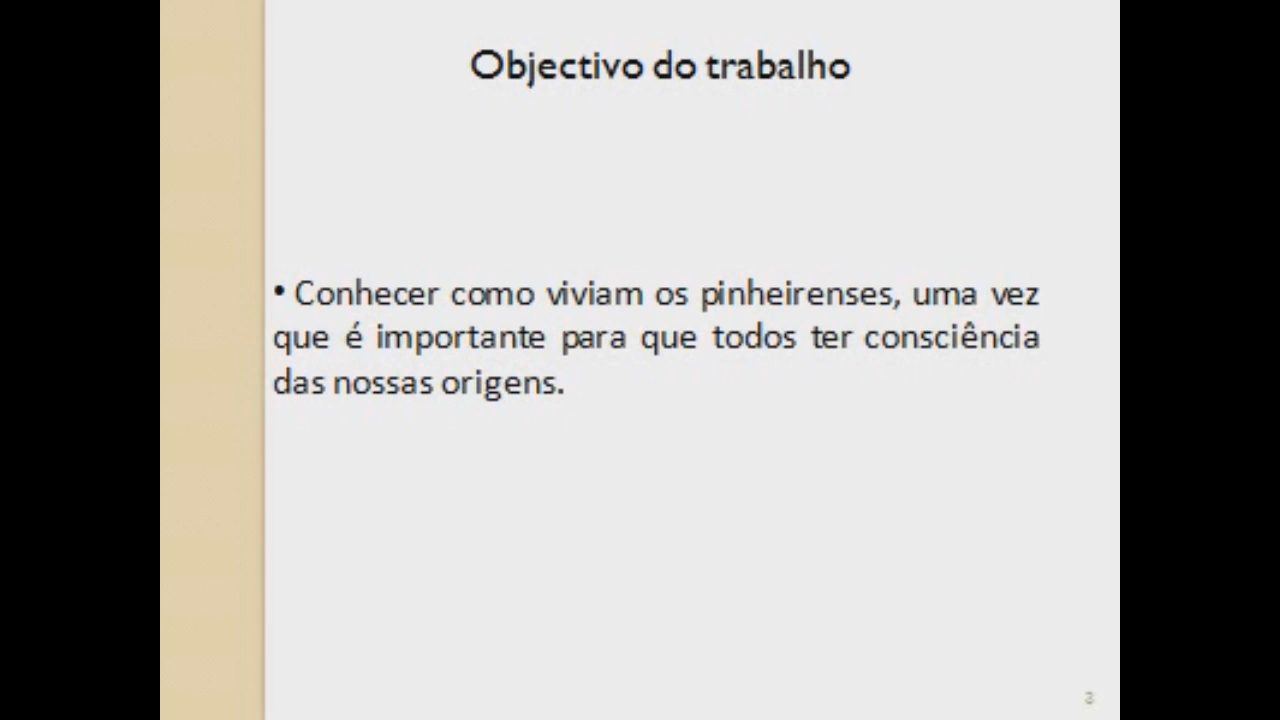 Objectivo do trabalho
• Conhecer como viviam os pinheirenses, uma vez
que é importante para que todos ter consciência
das nossas origens.